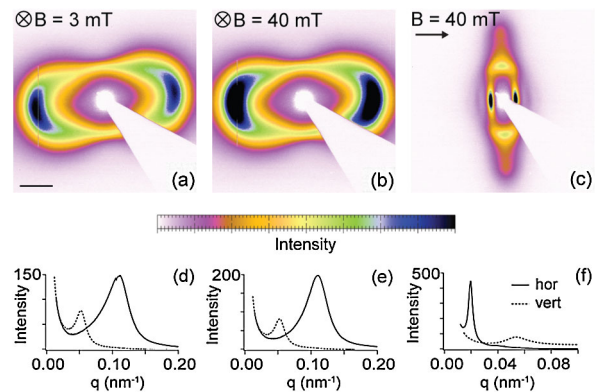 ⊗B = 3 mT
⊗B = 40 mT
B = 40 mT
→
(a)
(b)
(c)
Intensity
150
(d)
200
(e)
500
(f)
hor
vert
Intensity
Intensity
Intensity
0.00 0.10 0.20
0.00 0.10 0.20
0.00 0.04 0.08
q (nm⁻¹)
q (nm⁻¹)
q (nm⁻¹)